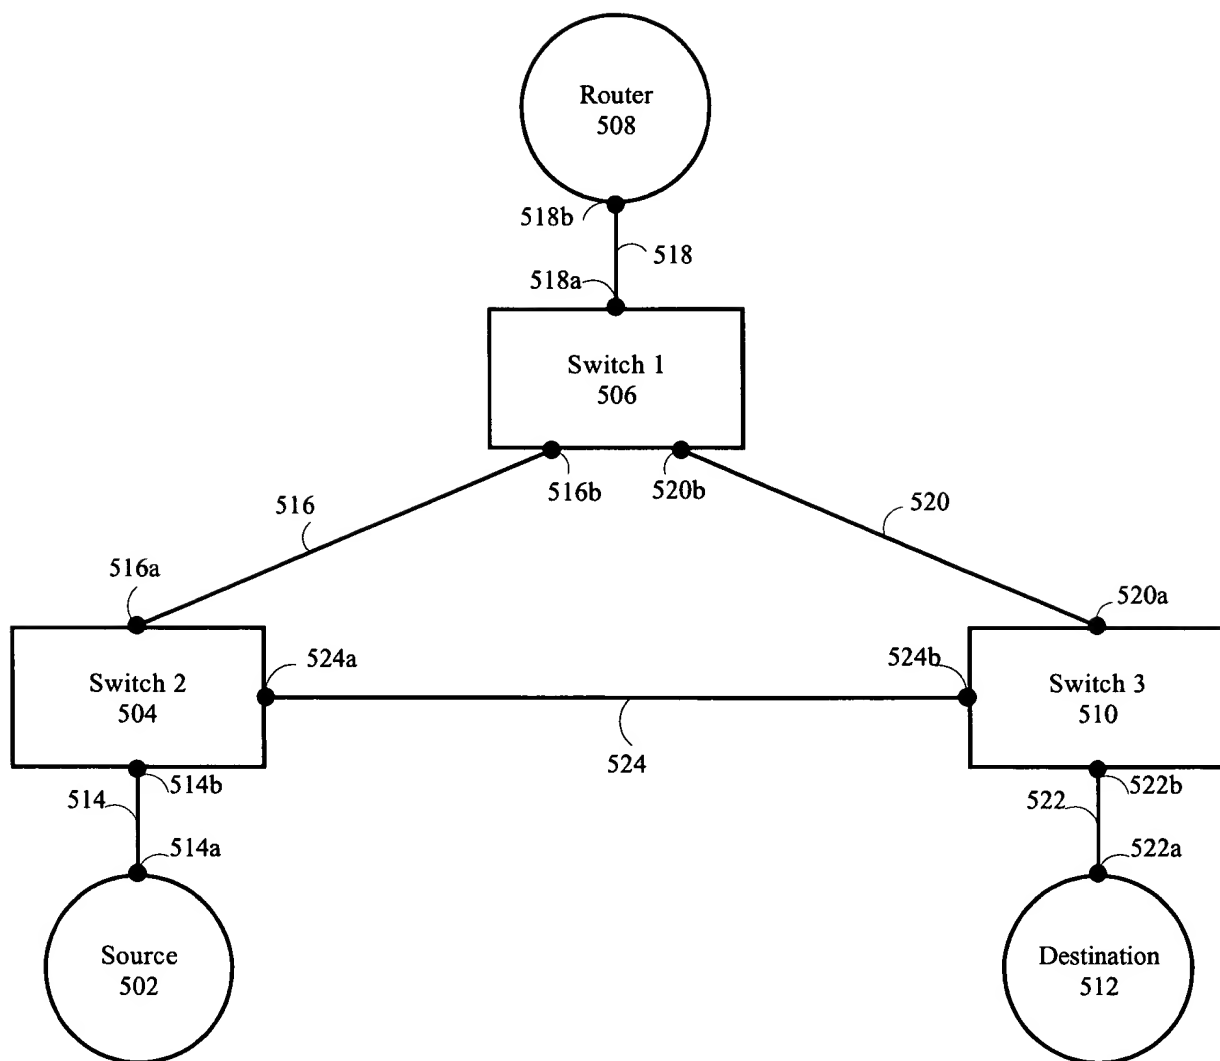 Router
508
518b
518
518a
Switch 1
506
516b
520b
516
520
516a
520a
524a
524b
Switch 2
504
Switch 3
510
524
514b
522b
514
522
514a
522a
Source
502
Destination
512